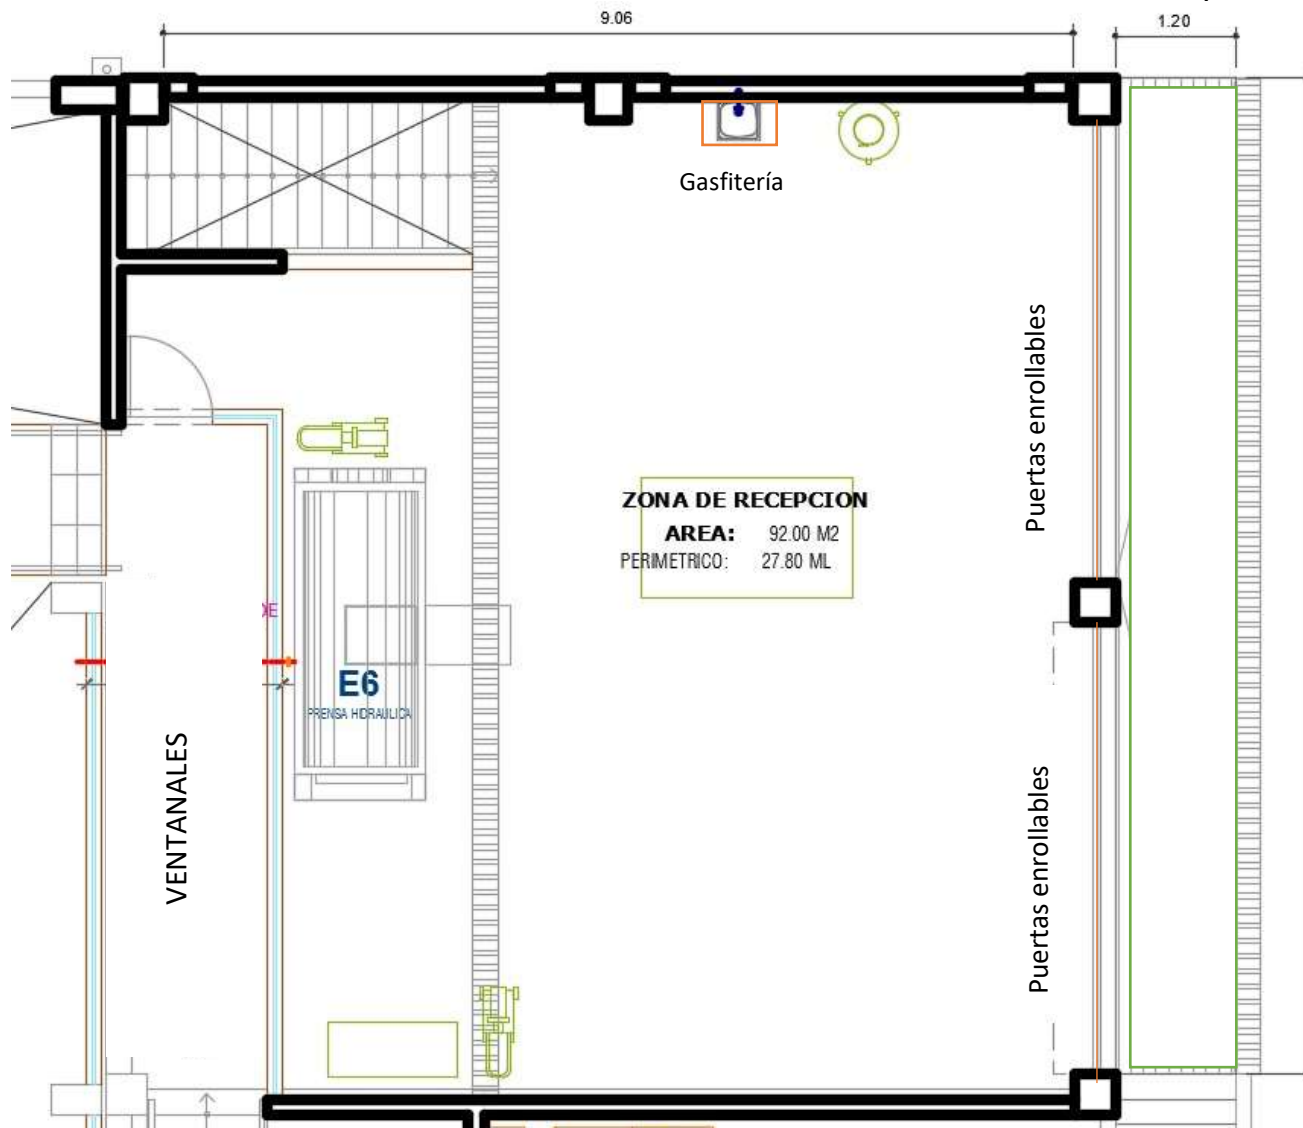 9.06
1.20
Gasfitería
Puertas enrollables
ZONA DE RECEPCION
AREA: 92.00 M2
PERIMETRICO: 27.80 ML
E6
PRENSA HIDRAULICA
VENTANALES
Puertas enrollables